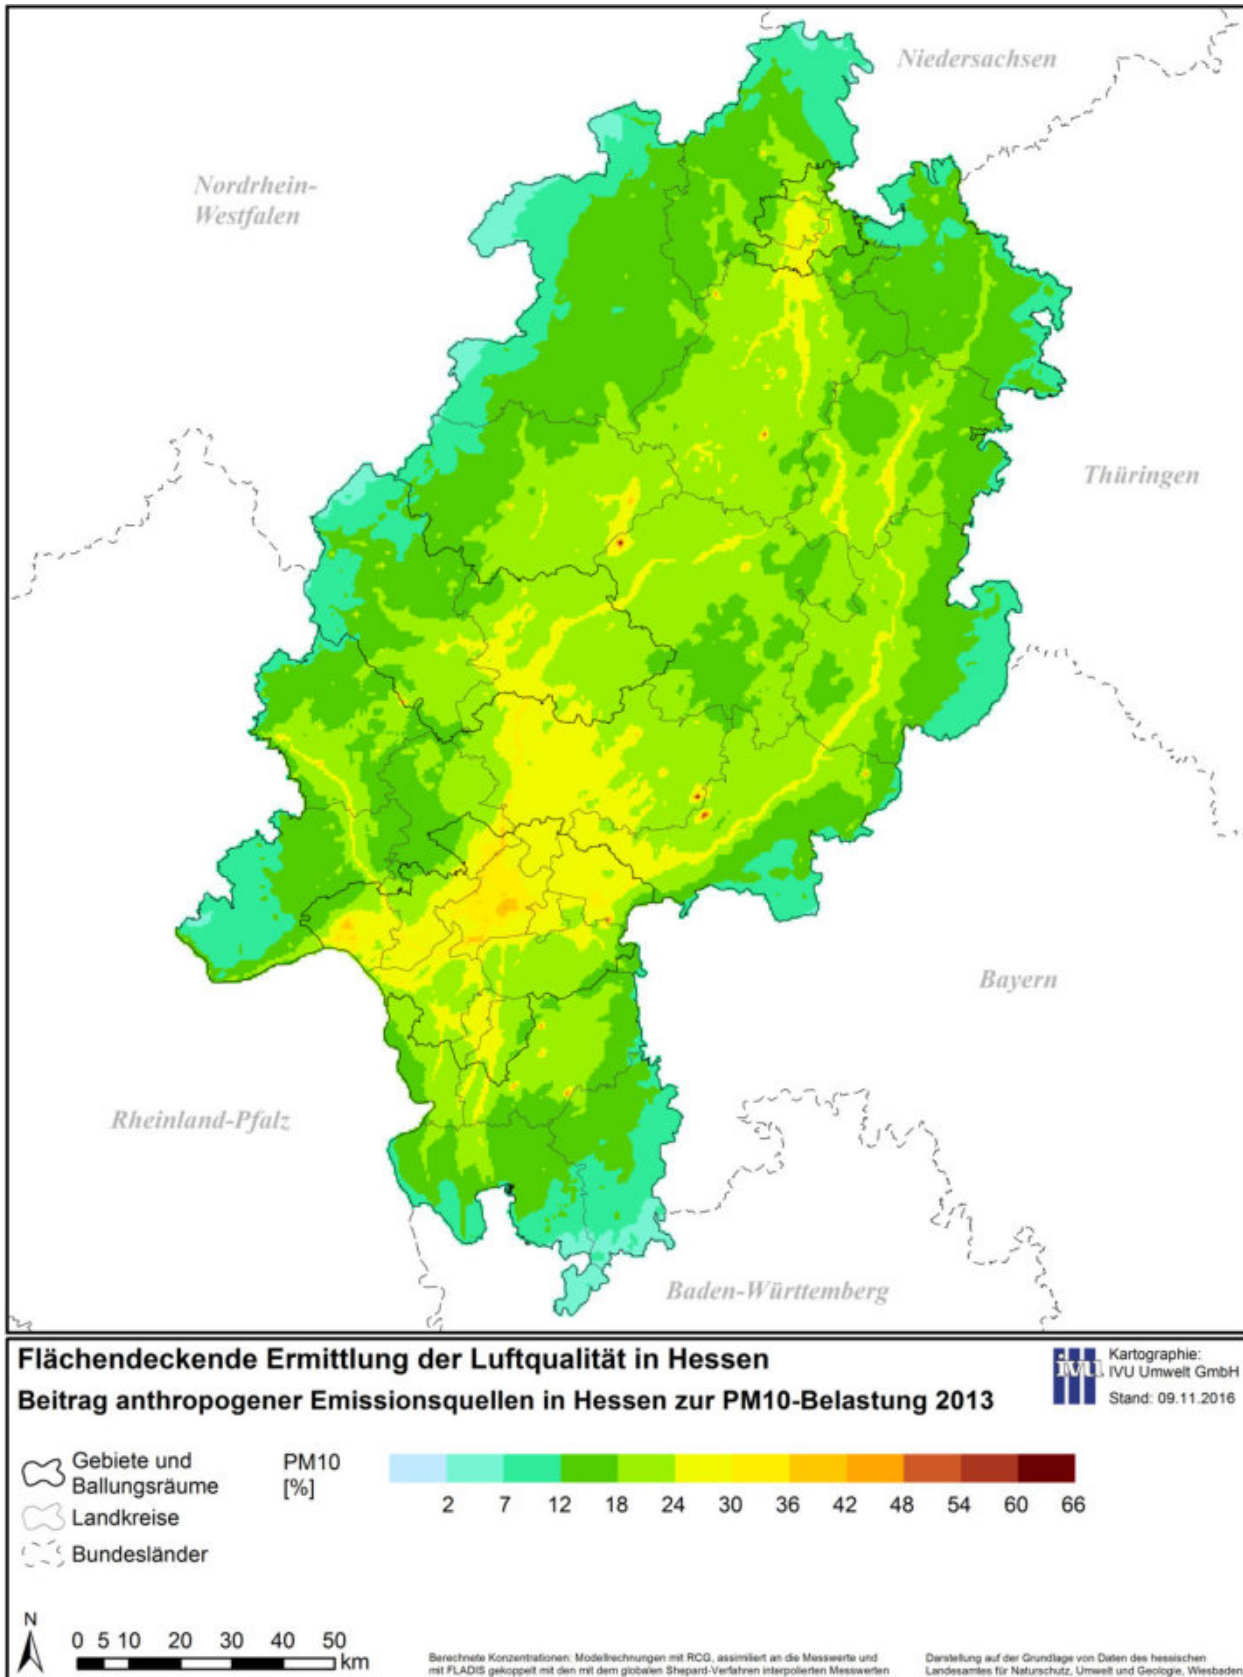 Niedersachsen
Nordrhein-
Westfalen
Thüringen
Bayern
Rheinland-Pfalz
Baden-Württemberg
Flächendeckende Ermittlung der Luftqualität in Hessen
Beitrag anthropogener Emissionsquellen in Hessen zur PM10-Belastung 2013
ivu
Kartographie:
IVU Umwelt GmbH
Stand: 09.11.2016
Gebiete und
Ballungsräume
Landkreise
Bundesländer
PM10
[%]
2 7 12 18 24 30 36 42 48 54 60 66
N
0 5 10 20 30 40 50
km
Berechnete Konzentrationen: Modellrechnungen mit RCG, assimiliert an die Messwerte und
mit FLADIS gekoppelt mit den mit dem globalen Shepard-Verfahren interpolierten Messwerten
Darstellung auf der Grundlage von Daten des hessischen
Landesamtes für Naturschutz, Umwelt und Geologie, Wiesbaden